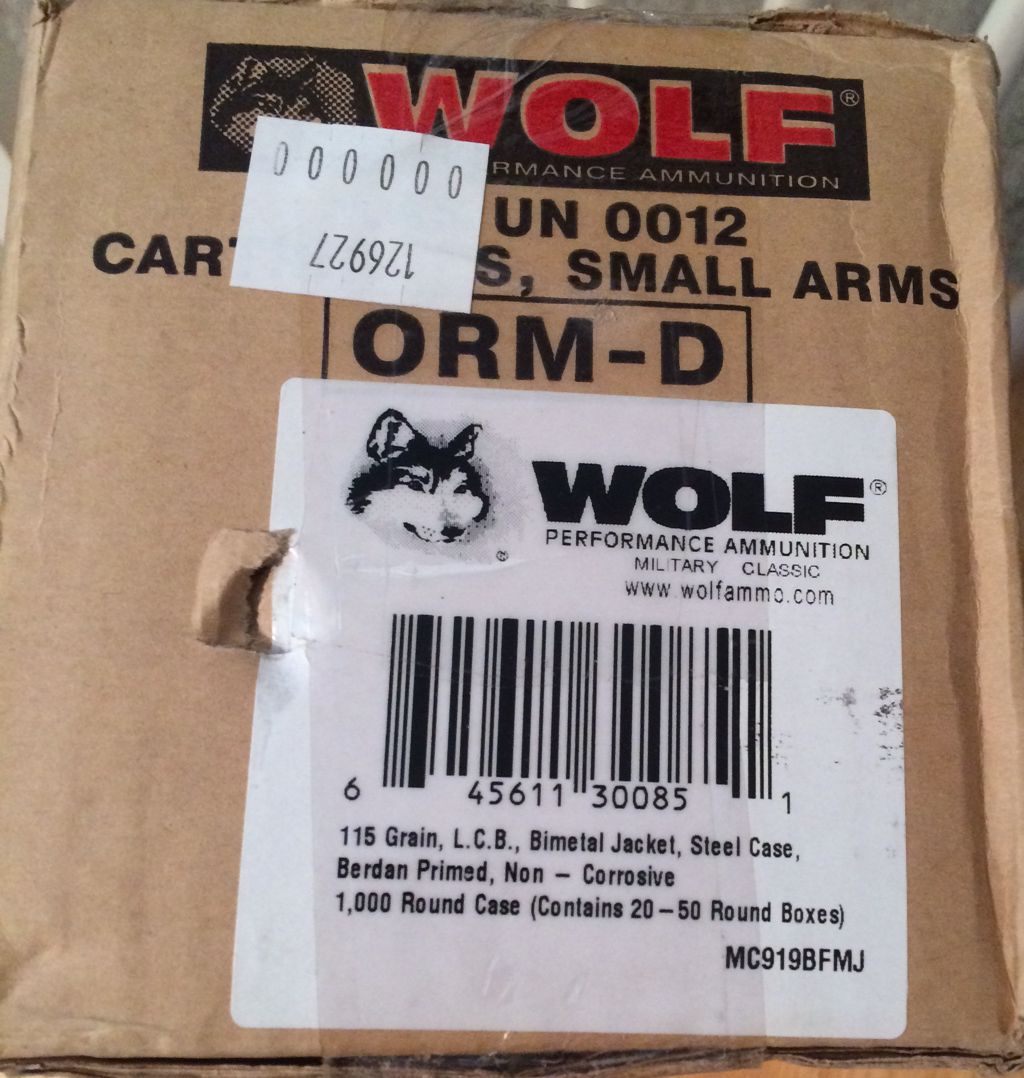 WOLF®
RMANCE AMMUNITION
000000
126927
UN 0012
CAR S, SMALL ARMS
ORM-D
WOLF®
PERFORMANCE AMMUNITION
®
MILITARY CLASSIC
www.wolfammo.com
6 45611 30085 1
115 Grain, L.C.B., Bimetal Jacket, Steel Case,
Berdan Primed, Non – Corrosive
1,000 Round Case (Contains 20–50 Round Boxes)
MC919BFMJ